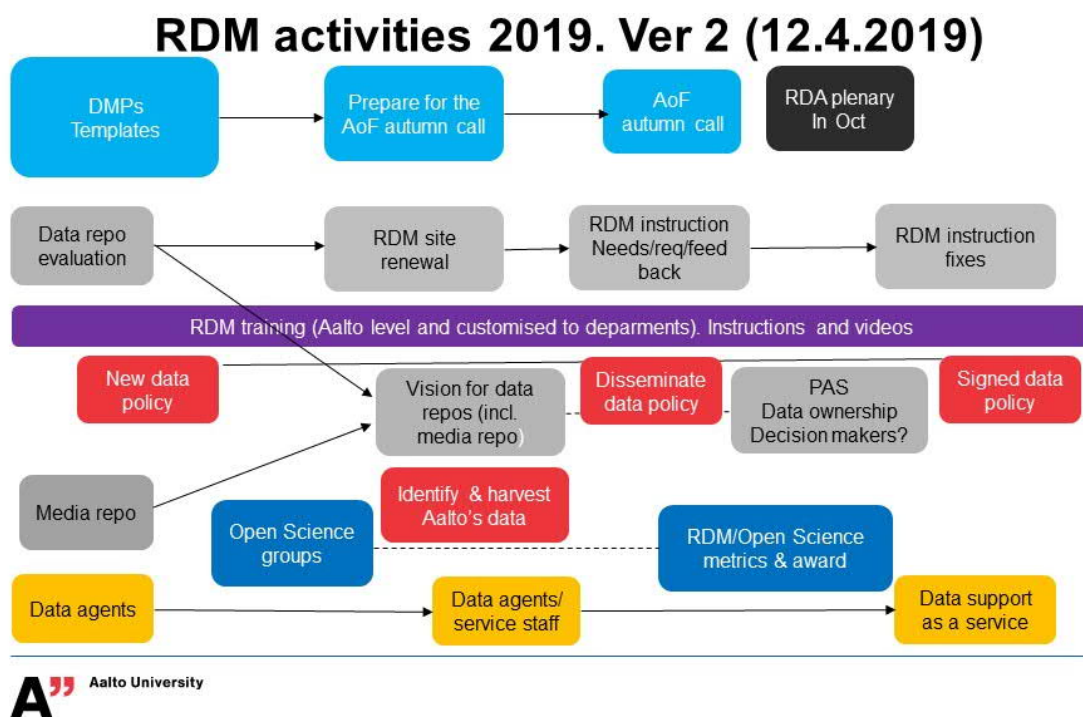 RDM activities 2019. Ver 2 (12.4.2019)
DMPs
Templates
Prepare for the
AoF autumn call
AoF
autumn call
RDA plenary
In Oct
Data repo
evaluation
RDM site
renewal
RDM instruction
Needs/req/feed
back
RDM instruction
fixes
RDM training (Aalto level and customised to deparments). Instructions and videos
New data
policy
Vision for data
repos (incl.
media repo)
Disseminate
data policy
PAS
Data ownership
Decision makers?
Signed data
policy
Media repo
Identify & harvest
Aalto's data
Open Science
groups
RDM/Open Science
metrics & award
Data agents
Data agents/
service staff
Data support
as a service
A” Aalto University